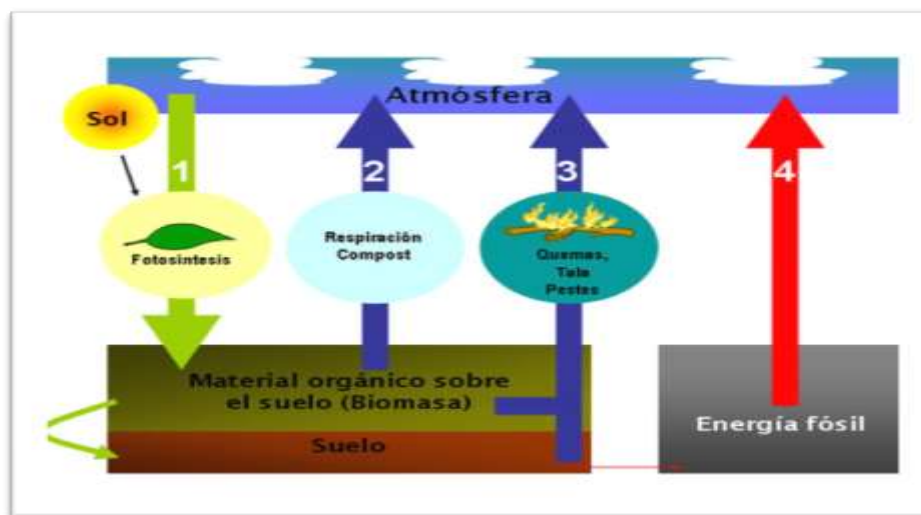 Atmósfera
Sol
1
2
3
4
Fotosíntesis
Respiración
Compost
Quemas,
Tala
Pestes
Material orgánico sobre
el suelo (Biomasa)
Suelo
Energía fósil